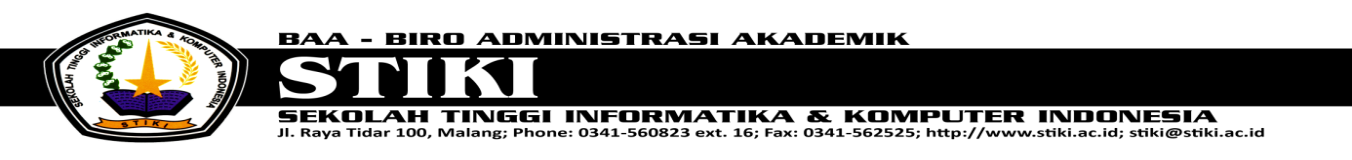 BAA - BIRO ADMINISTRASI AKADEMIK
STIKI
SEKOLAH TINGGI INFORMATIKA & KOMPUTER INDONESIA
Jl. Raya Tidar 100, Malang; Phone: 0341-560823 ext. 16; Fax: 0341-562525; http://www.stiki.ac.id; stiki@stiki.ac.id
SEKOLAH TINGGI INFORMATIKA & KOMPUTER INDONESIA
STIKI